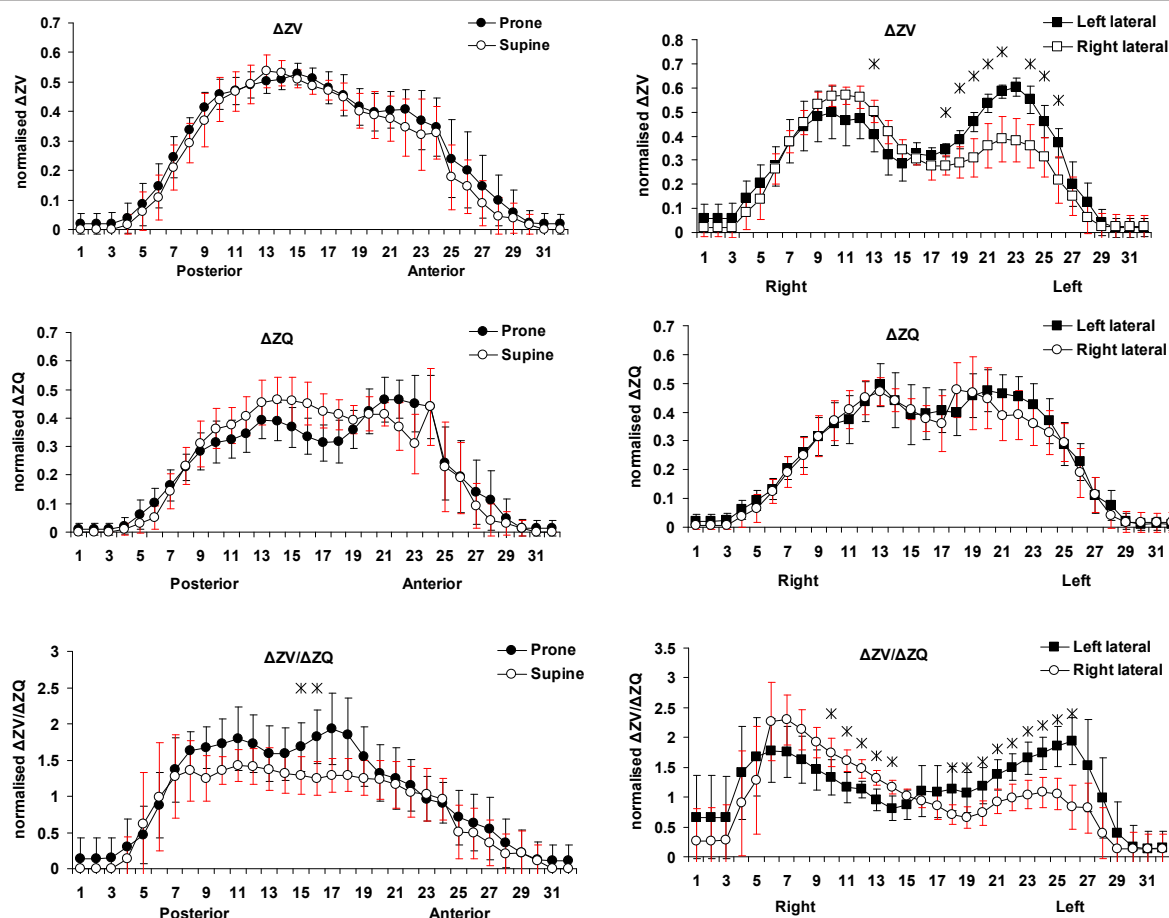 ΔZV
Prone
Supine
normalised ΔZV
0.7
0.6
0.5
0.4
0.3
0.2
0.1
0
1 3 5 7 9 11 13 15 17 19 21 23 25 27 29 31
Posterior Anterior
ΔZV
Left lateral
Right lateral
normalised ΔZV
0.8
0.7
0.6
0.5
0.4
0.3
0.2
0.1
0
1 3 5 7 9 11 13 15 17 19 21 23 25 27 29 31
Right Left
ΔZQ
Prone
Supine
normalised ΔZQ
0.7
0.6
0.5
0.4
0.3
0.2
0.1
0
1 3 5 7 9 11 13 15 17 19 21 23 25 27 29 31
Posterior Anterior
ΔZQ
Left lateral
Right lateral
normalised ΔZQ
0.7
0.6
0.5
0.4
0.3
0.2
0.1
0
1 3 5 7 9 11 13 15 17 19 21 23 25 27 29 31
Right Left
ΔZV/ΔZQ
Prone
Supine
normalised ΔZV/ΔZQ
3
2.5
2
1.5
1
0.5
0
1 3 5 7 9 11 13 15 17 19 21 23 25 27 29 31
Posterior Anterior
ΔZV/ΔZQ
Left lateral
Right lateral
normalised ΔZV/ΔZQ
3.5
3
2.5
2
1.5
1
0.5
0
1 3 5 7 9 11 13 15 17 19 21 23 25 27 29 31
Right Left